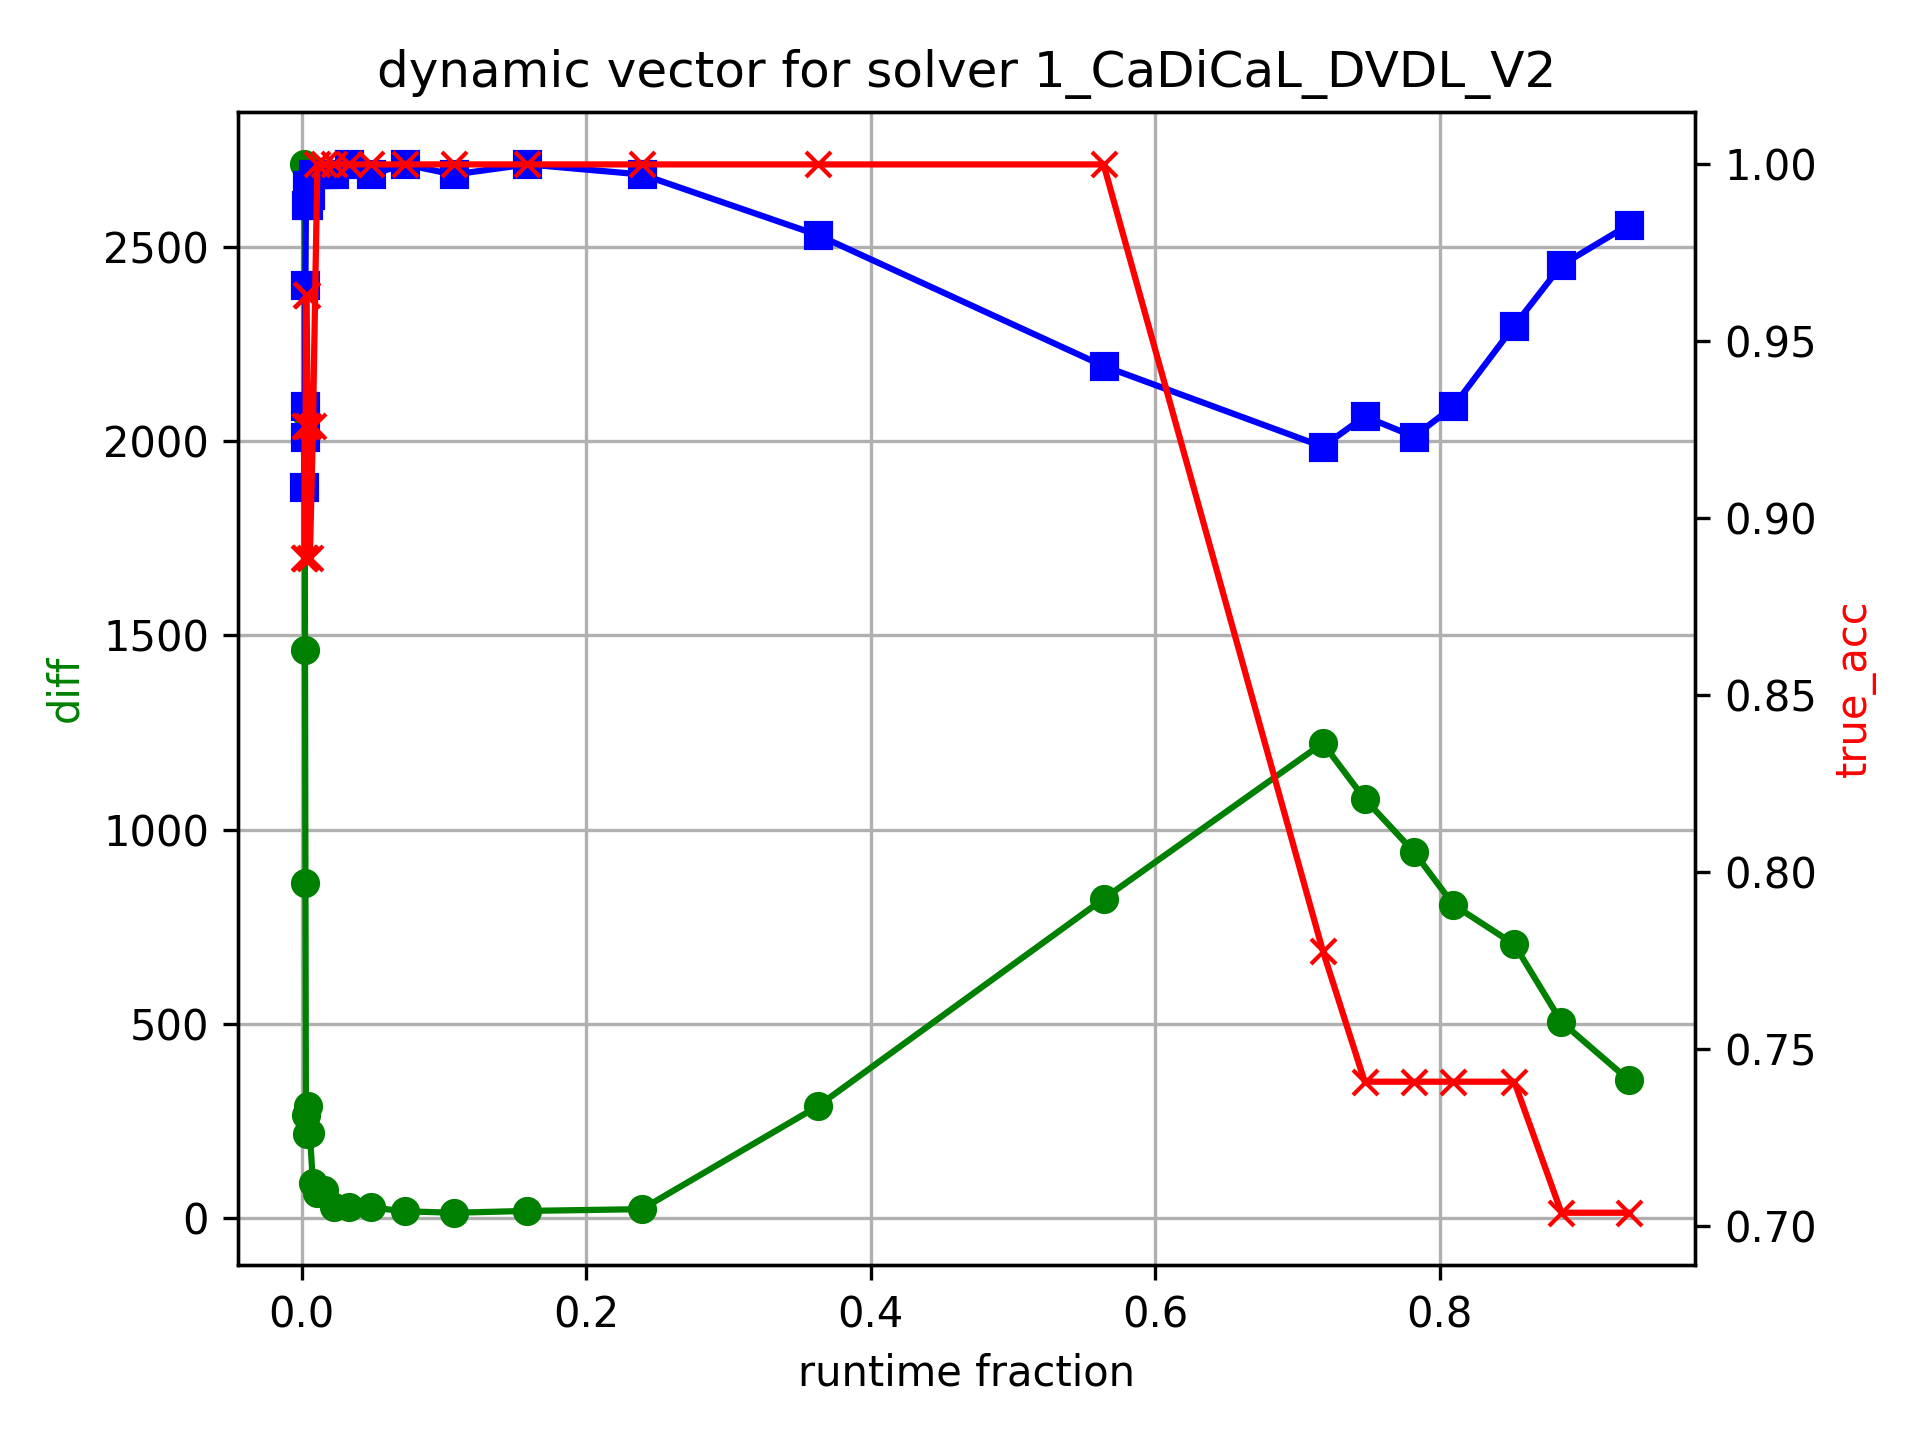 dynamic vector for solver 1_CaDiCaL_DVDL_V2
2500
2000
1500
1000
500
0
diff
1.00
0.95
0.90
0.85
0.80
0.75
0.70
true_acc
0.0 0.2 0.4 0.6 0.8
runtime fraction